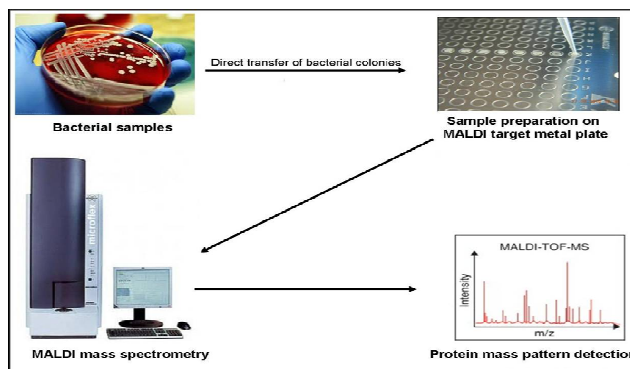 Direct transfer of bacterial colonies
Bacterial samples
Sample preparation on
MALDI target metal plate
microflex
MALDI-TOF-MS
Intensity
m/z
MALDI mass spectrometry
Protein mass pattern detection